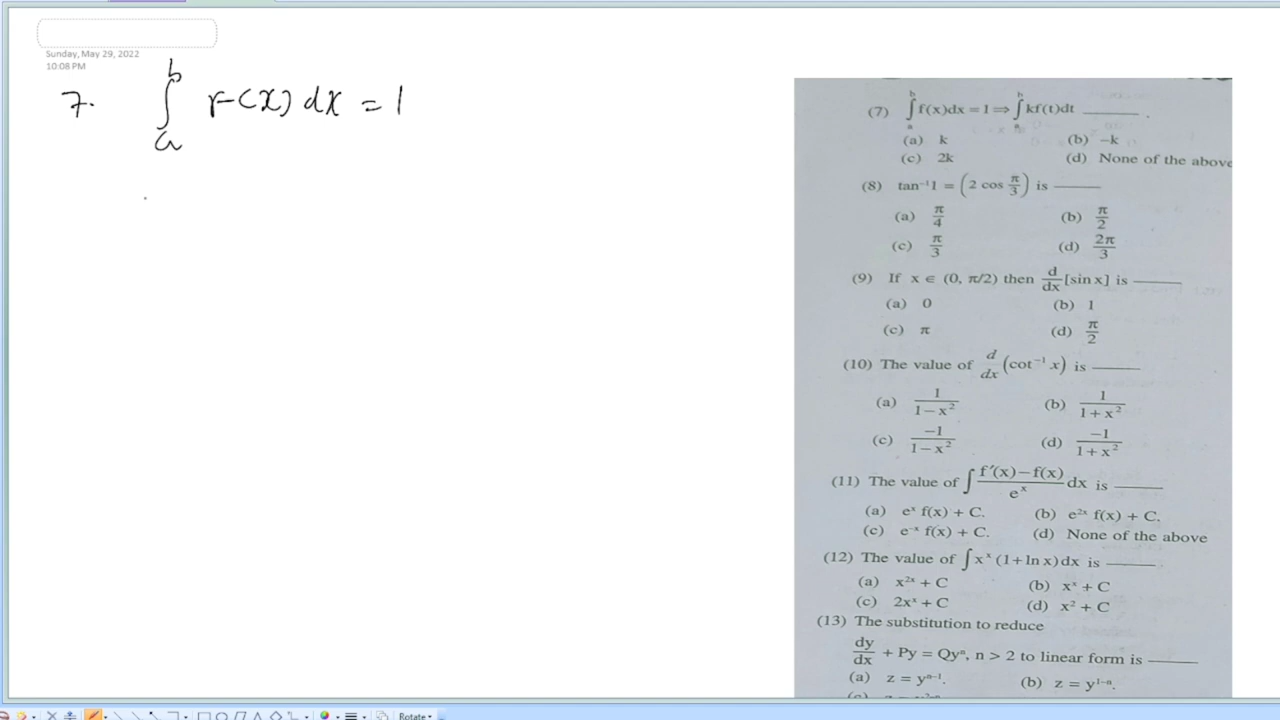 Sunday, May 29, 2022
10:08 PM
7. ∫ₐᵇ f(x) dx = 1
(7) ∫ₐᵇ f(x)dx = 1 ⇒ ∫ₐᵇ kf(t)dt ______ .
(a) k (b) –k
(c) 2k (d) None of the above
(8) tan⁻¹1 = (2 cos π/3) is ______
(a) π/4 (b) π/2
(c) π/3 (d) 2π/3
(9) If x ∈ (0, π/2) then d/dx [sin x] is ______
(a) 0 (b) 1
(c) π (d) π/2
(10) The value of d/dx (cot⁻¹ x) is ______
(a) 1/(1–x²) (b) 1/(1+x²)
(c) –1/(1–x²) (d) –1/(1+x²)
(11) The value of ∫ (f′(x)–f(x))/eˣ dx is ______
(a) eˣ f(x) + C. (b) e²ˣ f(x) + C.
(c) e⁻ˣ f(x) + C. (d) None of the above
(12) The value of ∫ xˣ (1+ln x) dx is ______
(a) x²ˣ + C (b) xˣ + C
(c) 2xˣ + C (d) x² + C
(13) The substitution to reduce
dy/dx + Py = Qyⁿ, n > 2 to linear form is ______
(a) z = yⁿ⁻¹. (b) z = y¹⁻ⁿ.
Rotate